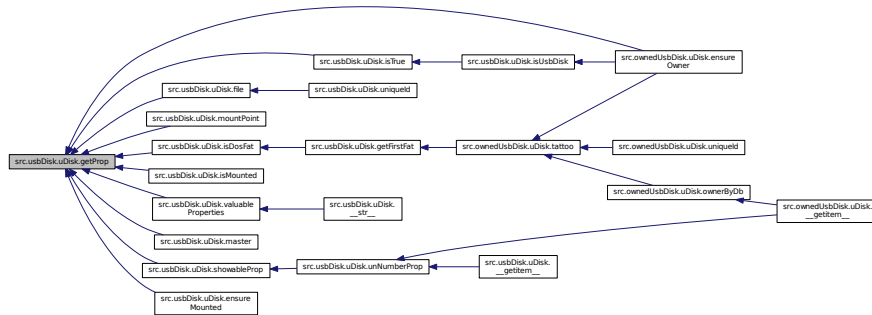 src.usbDisk.uDisk.getProp
src.usbDisk.uDisk.isTrue
src.usbDisk.uDisk.isUsbDisk
src.ownedUsbDisk.uDisk.ensure
Owner
src.usbDisk.uDisk.file
src.usbDisk.uDisk.uniqueId
src.usbDisk.uDisk.mountPoint
src.usbDisk.uDisk.isDosFat
src.usbDisk.uDisk.getFirstFat
src.ownedUsbDisk.uDisk.tattoo
src.ownedUsbDisk.uDisk.uniqueId
src.usbDisk.uDisk.isMounted
src.ownedUsbDisk.uDisk.ownerByDb
src.usbDisk.uDisk.valuable
Properties
src.usbDisk.uDisk.
__str__
src.ownedUsbDisk.uDisk.
__getitem__
src.usbDisk.uDisk.master
src.usbDisk.uDisk.showableProp
src.usbDisk.uDisk.unNumberProp
src.usbDisk.uDisk.
__getitem__
src.usbDisk.uDisk.ensure
Mounted